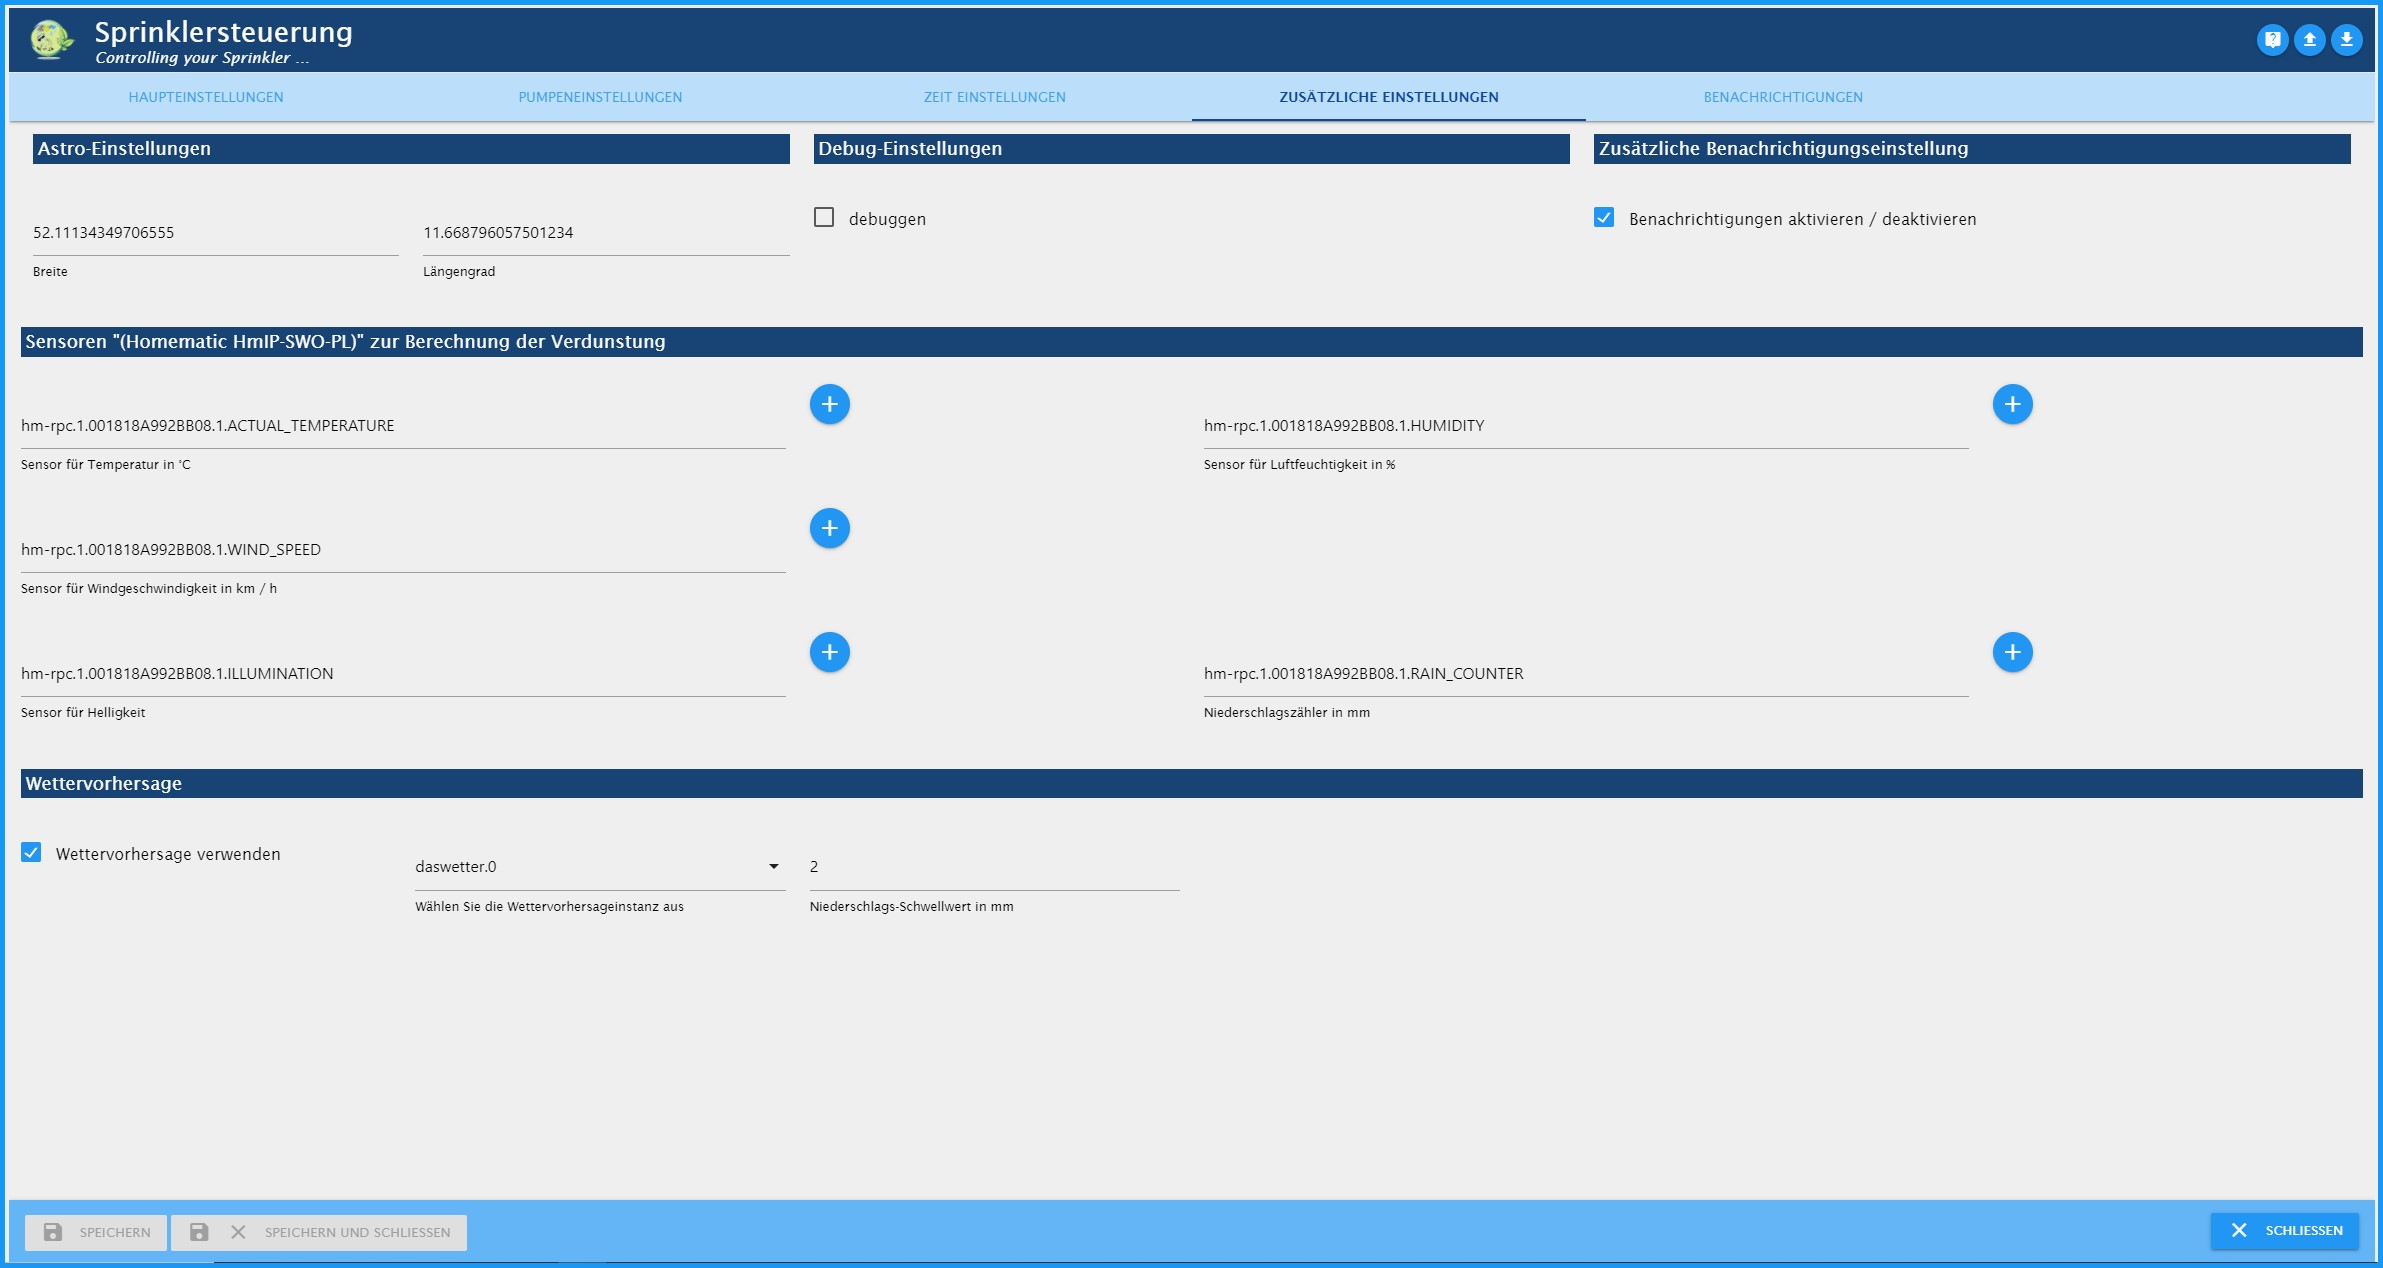 Sprinklersteuerung
Controlling your Sprinkler ...
HAUPTEINSTELLUNGEN
PUMPENEINSTELLUNGEN
ZEIT EINSTELLUNGEN
ZUSÄTZLICHE EINSTELLUNGEN
BENACHRICHTIGUNGEN
Astro-Einstellungen
Debug-Einstellungen
Zusätzliche Benachrichtigungseinstellung
52.11134349706555
11.668796057501234
debuggen
Benachrichtigungen aktivieren / deaktivieren
Breite
Längengrad
Sensoren "(Homematic HmIP-SWO-PL)" zur Berechnung der Verdunstung
hm-rpc.1.001818A992BB08.1.ACTUAL_TEMPERATURE
hm-rpc.1.001818A992BB08.1.HUMIDITY
Sensor für Temperatur in °C
Sensor für Luftfeuchtigkeit in %
hm-rpc.1.001818A992BB08.1.WIND_SPEED
Sensor für Windgeschwindigkeit in km / h
hm-rpc.1.001818A992BB08.1.ILLUMINATION
hm-rpc.1.001818A992BB08.1.RAIN_COUNTER
Sensor für Helligkeit
Niederschlagszähler in mm
Wettervorhersage
Wettervorhersage verwenden
daswetter.0
2
Wählen Sie die Wettervorhersageinstanz aus
Niederschlags-Schwellwert in mm
SPEICHERN
SPEICHERN UND SCHLIESSEN
SCHLIESSEN